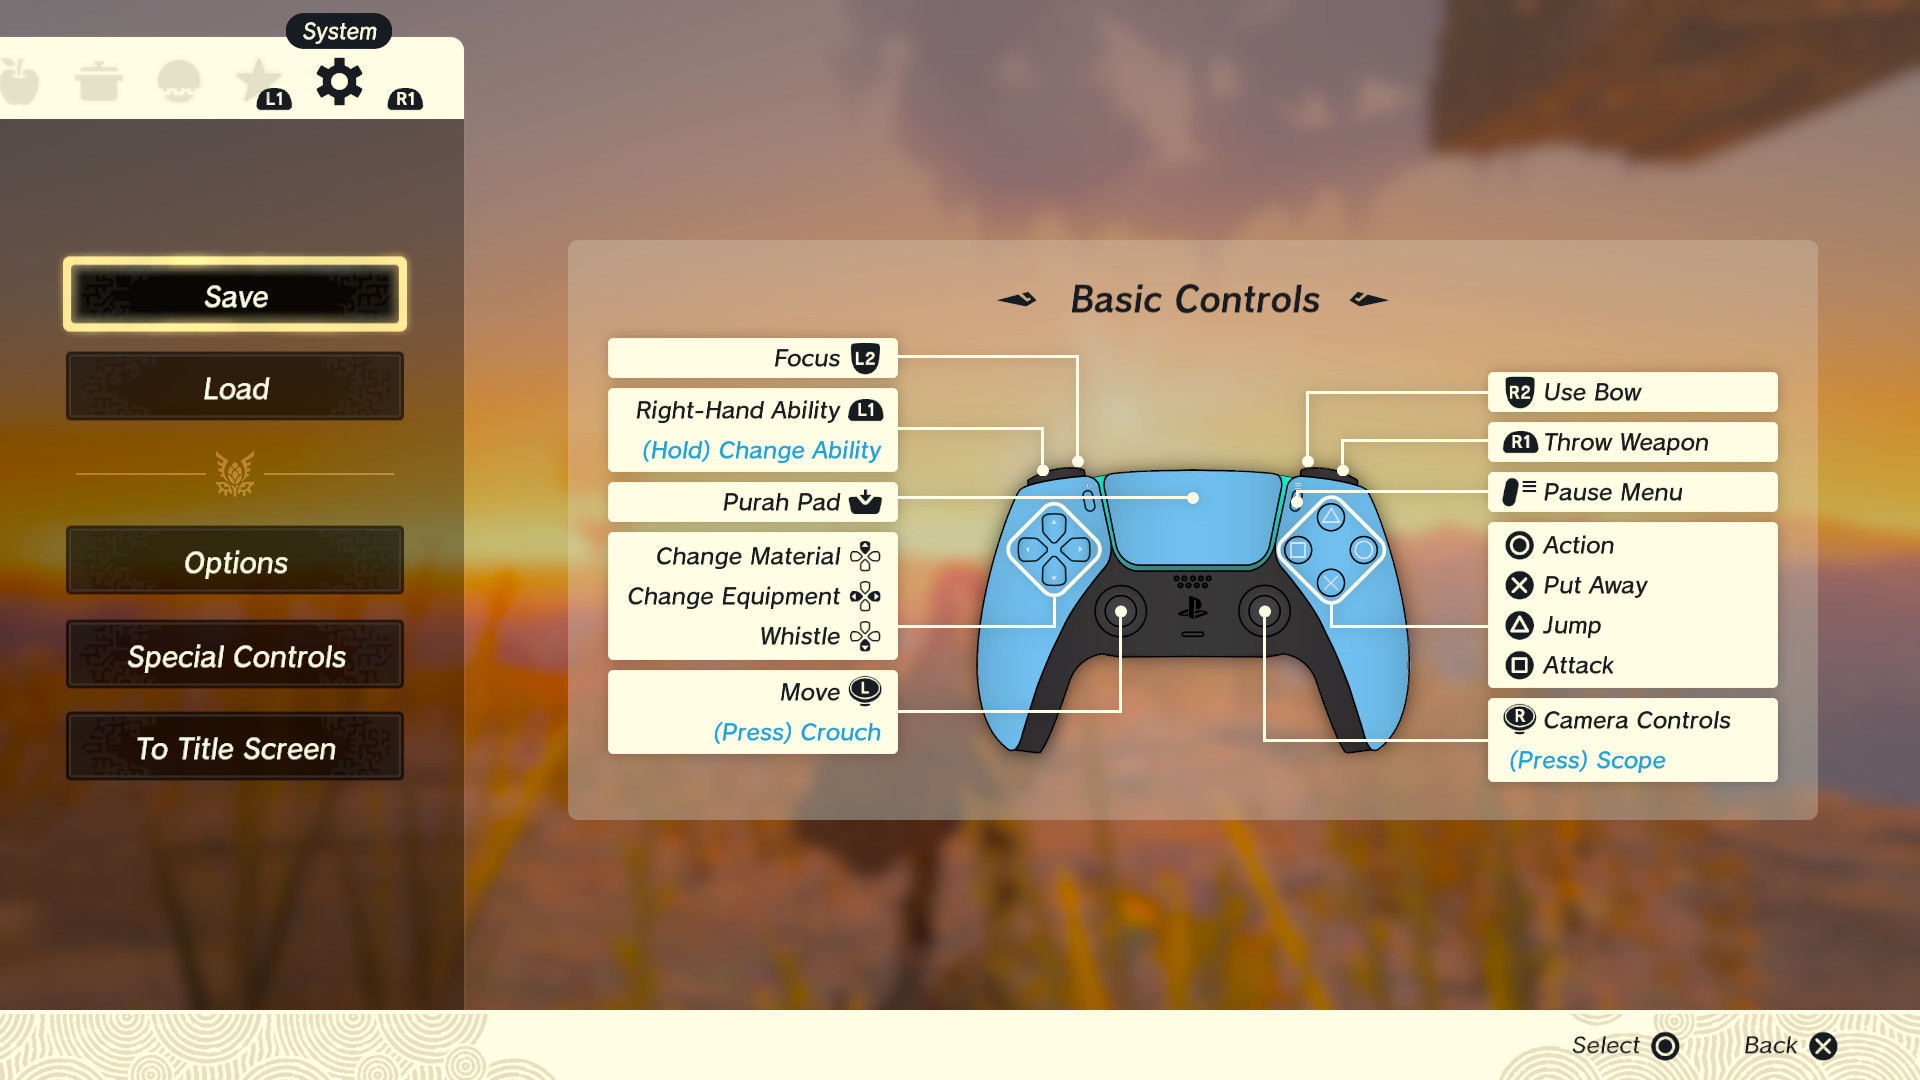 System
L1
R1
Save
Load
Options
Special Controls
To Title Screen
Basic Controls
Focus L2
Right-Hand Ability L1
(Hold) Change Ability
Purah Pad
Change Material
Change Equipment
Whistle
Move L
(Press) Crouch
R2 Use Bow
R1 Throw Weapon
Pause Menu
Action
Put Away
Jump
Attack
R Camera Controls
(Press) Scope
Select
Back